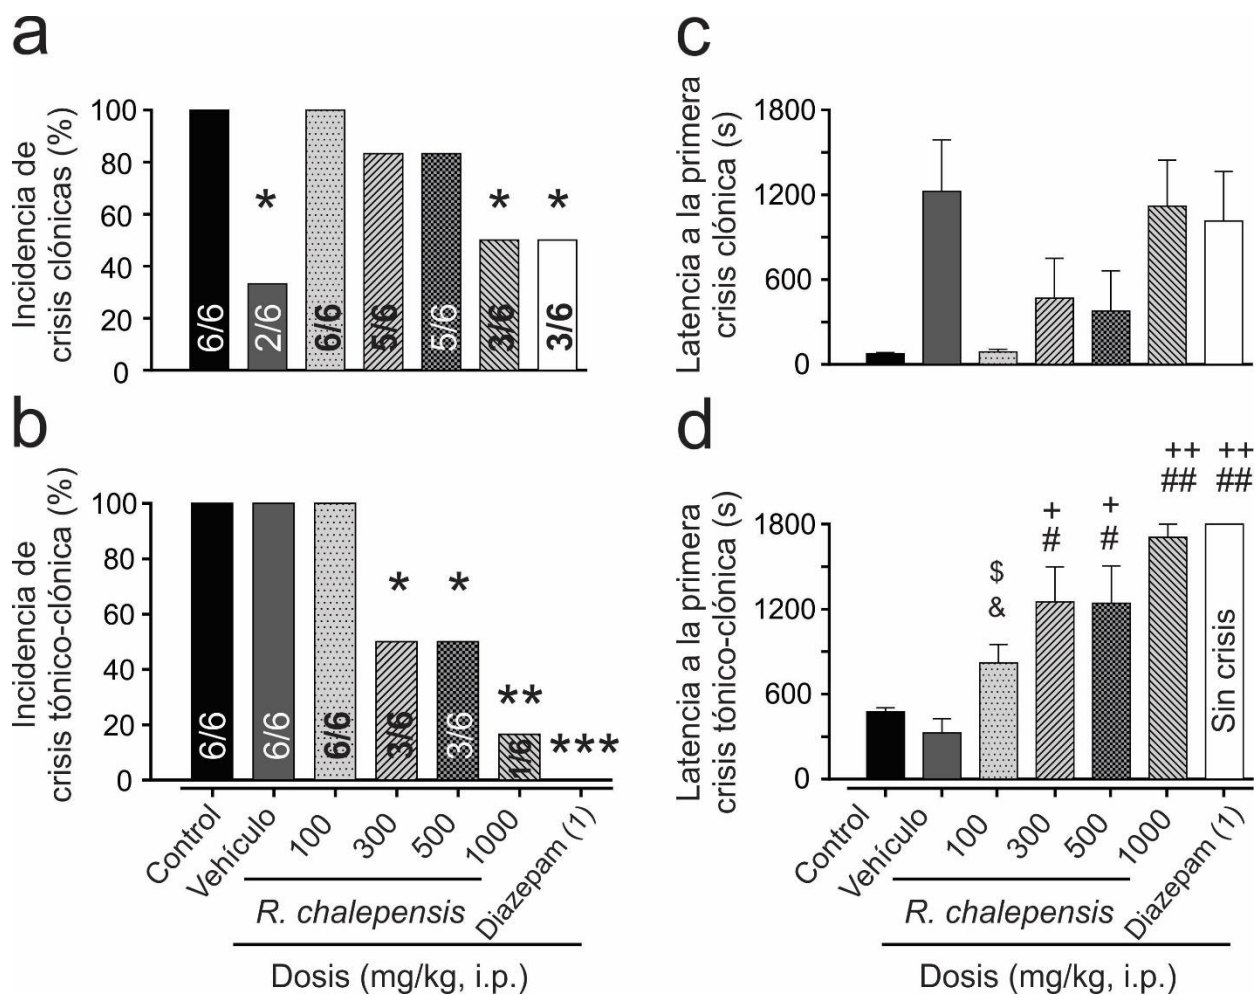 a
Incidencia de
crisis clónicas (%)
100
80
60
40
20
0
6/6
2/6
6/6
5/6
5/6
3/6
3/6
*
*
*
b
Incidencia de
crisis tónico-clónica (%)
100
80
60
40
20
0
6/6
6/6
6/6
3/6
3/6
1/6
*
*
**
***
Control
Vehículo
100
300
500
1000
Diazepam (1)
R. chalepensis
Dosis (mg/kg, i.p.)
c
Latencia a la primera
crisis clónica (s)
1800
1200
600
0
d
Latencia a la primera
crisis tónico-clónica (s)
1800
1200
600
0
$
&
+
#
+
#
++
##
++
##
Sin crisis
Control
Vehículo
100
300
500
1000
Diazepam (1)
R. chalepensis
Dosis (mg/kg, i.p.)